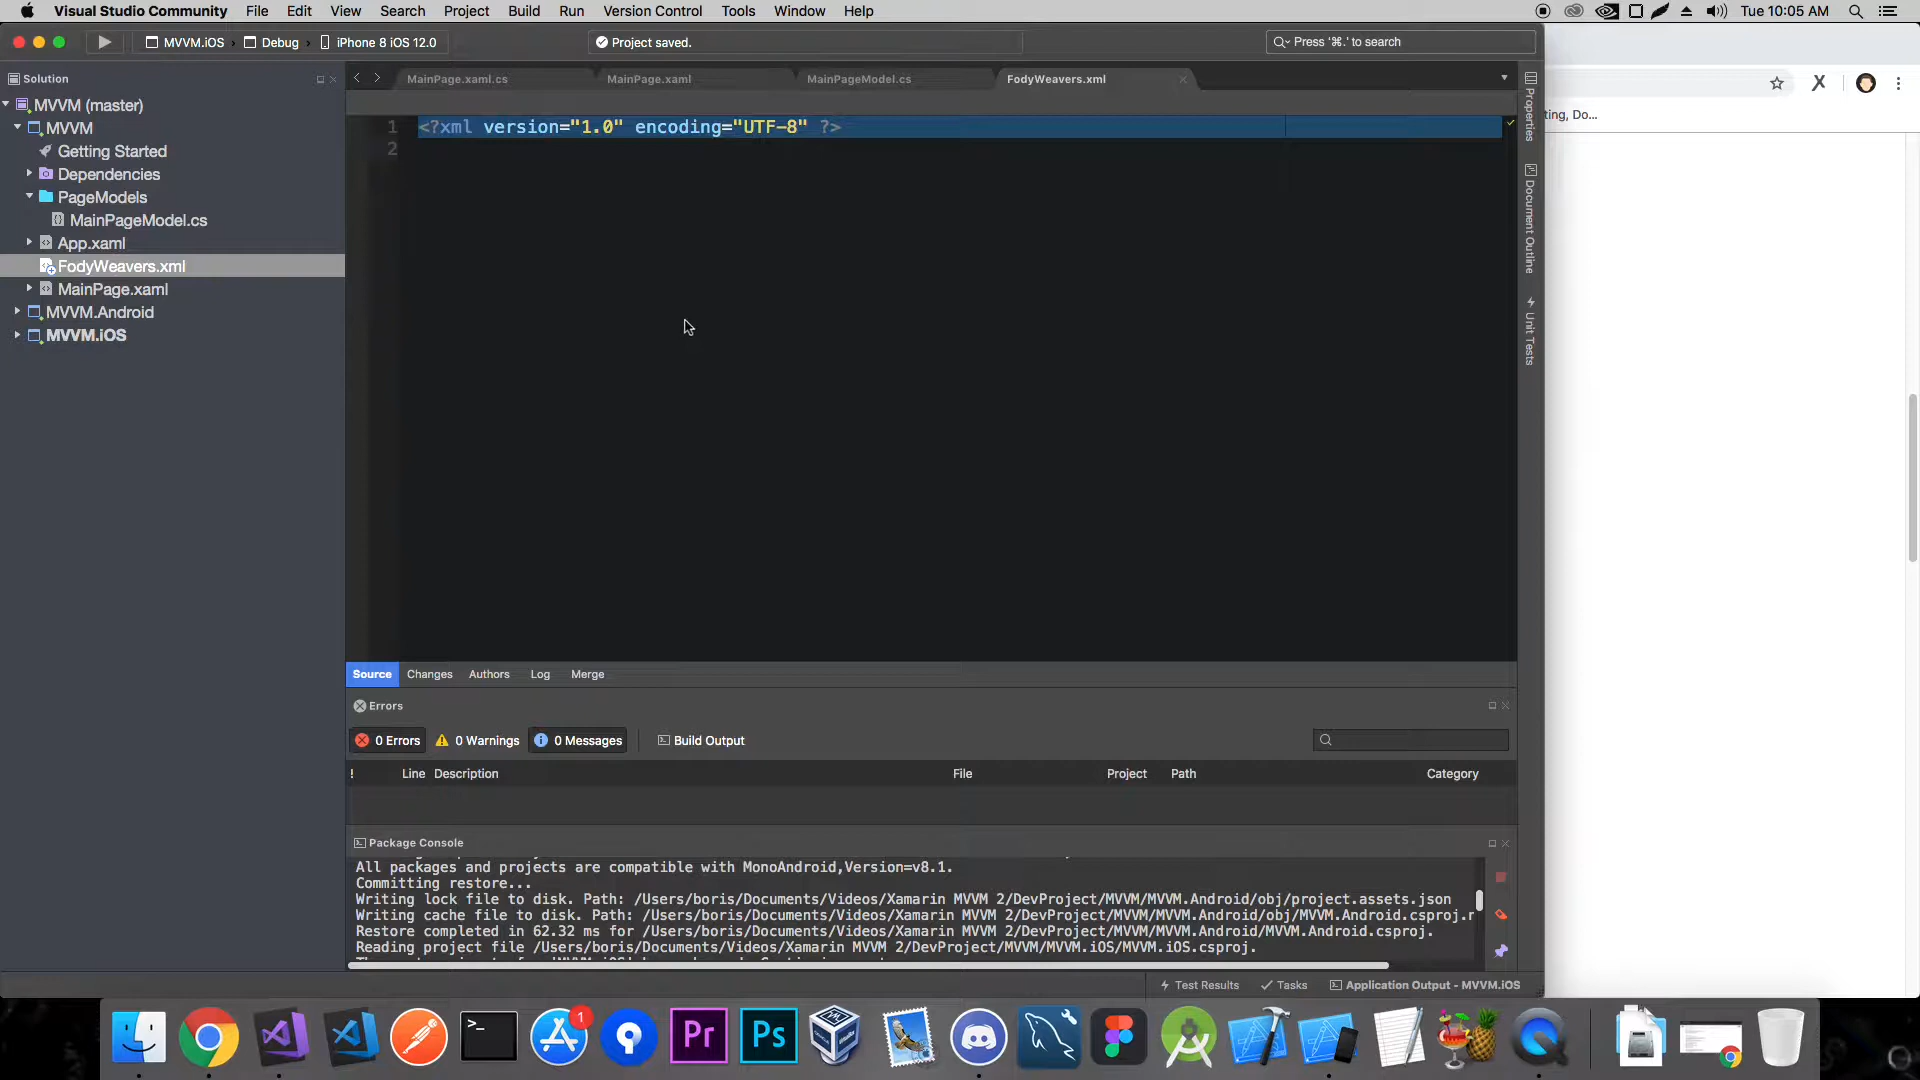 Visual Studio Community File Edit View Search Project Build Run Version Control Tools Window Help Tue 10:05 AM
MVVM.iOS › Debug › iPhone 8 iOS 12.0 Project saved. Press '⌘.' to search
Solution
MVVM (master)
MVVM
Getting Started
Dependencies
PageModels
MainPageModel.cs
App.xaml
FodyWeavers.xml
MainPage.xaml
MVVM.Android
MVVM.iOS
MainPage.xaml.cs MainPage.xaml MainPageModel.cs FodyWeavers.xml
1 <?xml version="1.0" encoding="UTF-8" ?>
2
Properties
Document Outline
Unit Tests
ting, Do...
Source Changes Authors Log Merge
Errors
0 Errors 0 Warnings 0 Messages Build Output
! Line Description File Project Path Category
Package Console
All packages and projects are compatible with MonoAndroid,Version=v8.1.
Committing restore...
Writing lock file to disk. Path: /Users/boris/Documents/Videos/Xamarin MVVM 2/DevProject/MVVM/MVVM.Android/obj/project.assets.json
Writing cache file to disk. Path: /Users/boris/Documents/Videos/Xamarin MVVM 2/DevProject/MVVM/MVVM.Android/obj/MVVM.Android.csproj.r
Restore completed in 62.32 ms for /Users/boris/Documents/Videos/Xamarin MVVM 2/DevProject/MVVM/MVVM.Android/MVVM.Android.csproj.
Reading project file /Users/boris/Documents/Videos/Xamarin MVVM 2/DevProject/MVVM/MVVM.iOS/MVVM.iOS.csproj.
Test Results Tasks Application Output - MVVM.iOS
>_ 1 Pr Ps